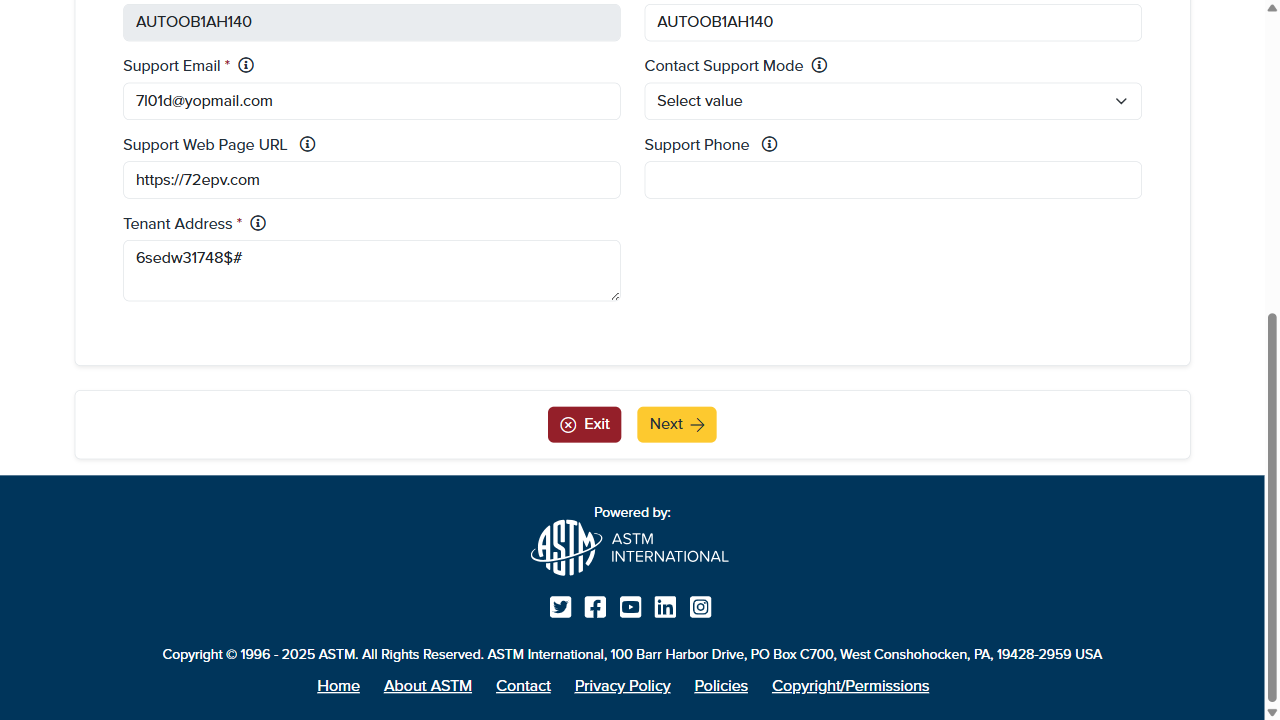 AUTOOB1AH140
AUTOOB1AH140
Support Email *
Contact Support Mode
7l01d@yopmail.com
Select value
Support Web Page URL
Support Phone
https://72epv.com
Tenant Address *
6sedw31748$#
Exit
Next
Powered by:
ASTM
ASTM
INTERNATIONAL
Copyright © 1996 - 2025 ASTM. All Rights Reserved. ASTM International, 100 Barr Harbor Drive, PO Box C700, West Conshohocken, PA, 19428-2959 USA
Home About ASTM Contact Privacy Policy Policies Copyright/Permissions